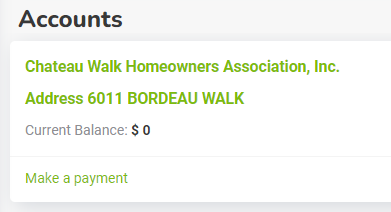 Accounts
Chateau Walk Homeowners Association, Inc.
Address 6011 BORDEAU WALK
Current Balance: $ 0
Make a payment